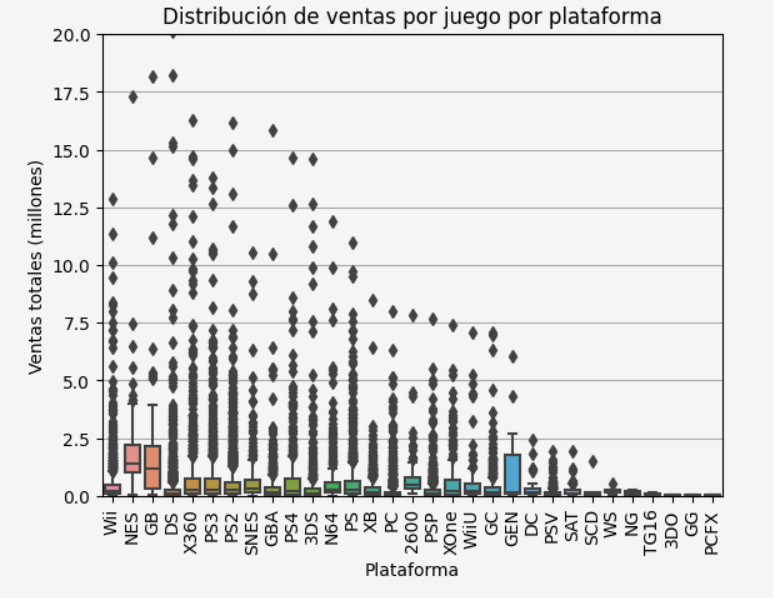 Distribución de ventas por juego por plataforma
Ventas totales (millones)
20.0
17.5
15.0
12.5
10.0
7.5
5.0
2.5
0.0
Wii
NES
GB
DS
X360
PS3
PS2
SNES
GBA
PS4
3DS
N64
PS
XB
PC
2600
PSP
XOne
WiiU
GC
GEN
DC
PSV
SAT
SCD
WS
NG
TG16
3DO
GG
PCFX
Plataforma